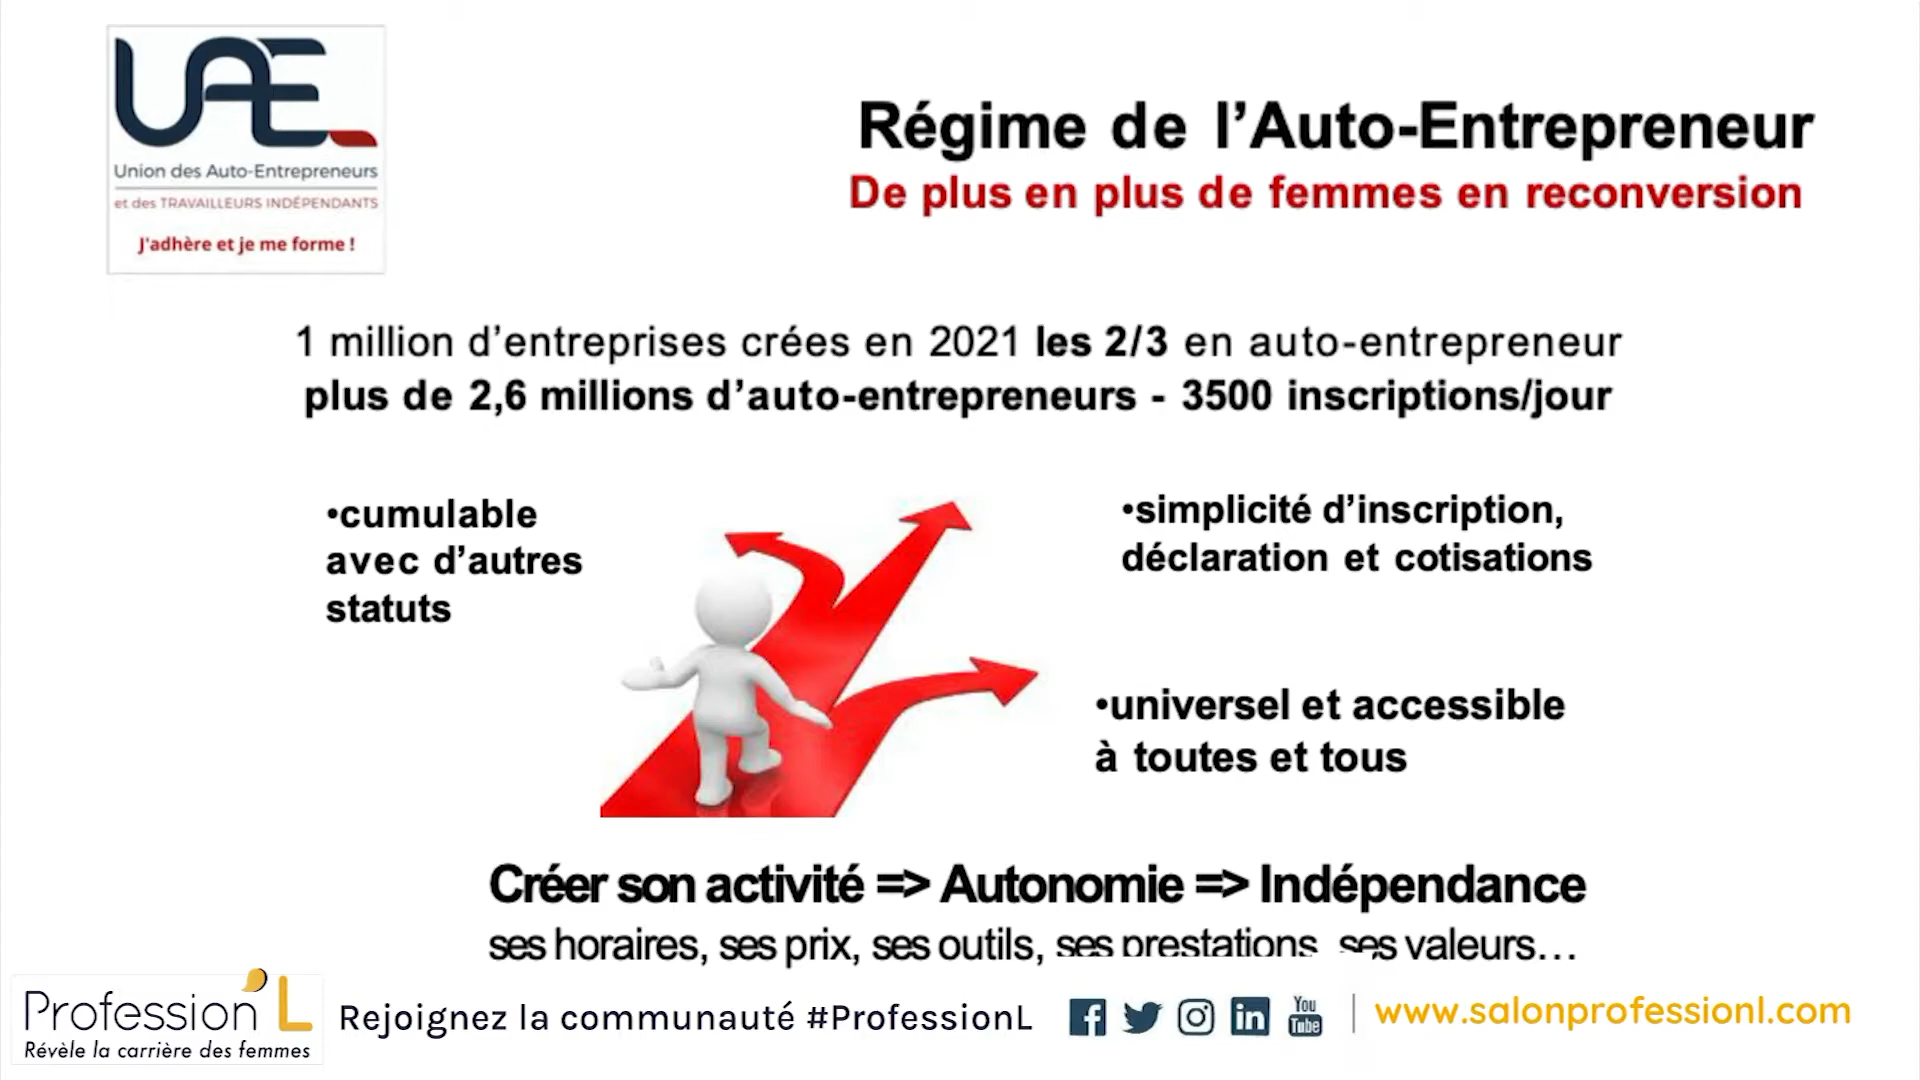 UAE
Union des Auto-Entrepreneurs
et des TRAVAILLEURS INDÉPENDANTS
J'adhère et je me forme !
Régime de l'Auto-Entrepreneur
De plus en plus de femmes en reconversion
1 million d'entreprises crées en 2021 les 2/3 en auto-entrepreneur
plus de 2,6 millions d'auto-entrepreneurs - 3500 inscriptions/jour
•cumulable
avec d'autres
statuts
•simplicité d'inscription,
déclaration et cotisations
•universel et accessible
à toutes et tous
Créer son activité => Autonomie => Indépendance
ses horaires, ses prix, ses outils, ses prestations, ses valeurs…
Profession'L
Révèle la carrière des femmes
Rejoignez la communauté #ProfessionL
You
Tube
www.salonprofessionl.com